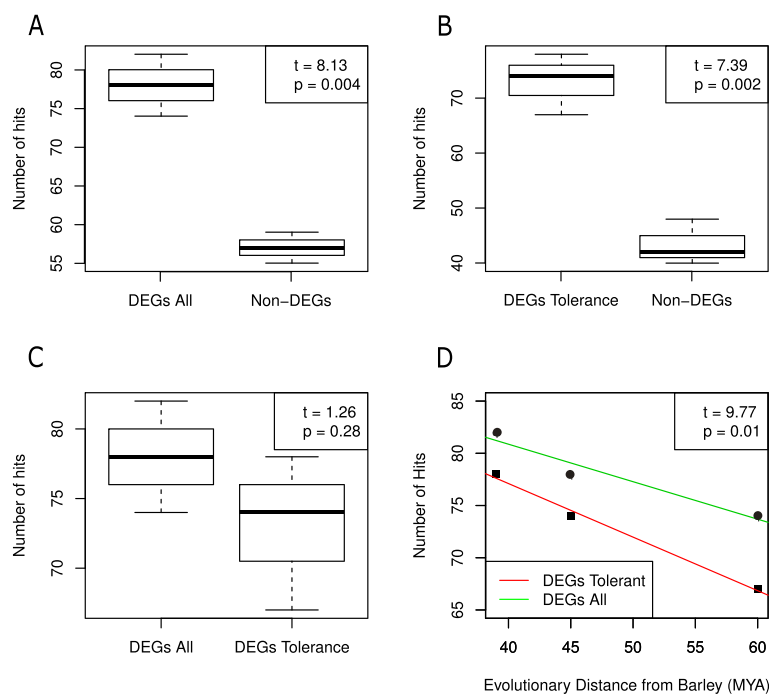 A
Number of hits
80
75
70
65
60
55
t = 8.13
p = 0.004
DEGs All
Non−DEGs
B
Number of hits
70
60
50
40
t = 7.39
p = 0.002
DEGs Tolerance
Non−DEGs
C
Number of hits
80
75
70
t = 1.26
p = 0.28
DEGs All
DEGs Tolerance
D
Number of Hits
85
80
75
70
65
t = 9.77
p = 0.01
DEGs Tolerant
DEGs All
40 45 50 55 60
Evolutionary Distance from Barley (MYA)